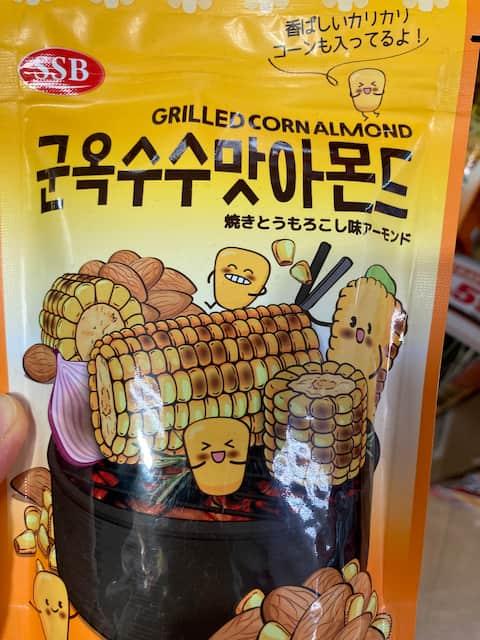 香ばしいカリカリ
コーンも入ってるよ!
SSB
GRILLED CORN ALMOND
군옥수수맛아몬드
焼きとうもろこし味アーモンド